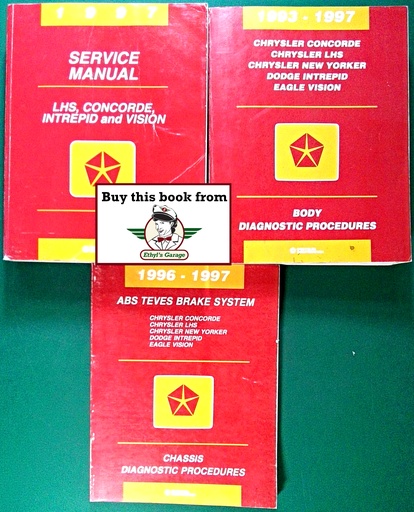 1997
SERVICE
MANUAL
LHS, CONCORDE,
INTREPID and VISION
1993 - 1997
CHRYSLER CONCORDE
CHRYSLER LHS
CHRYSLER NEW YORKER
DODGE INTREPID
EAGLE VISION
BODY
DIAGNOSTIC PROCEDURES
Buy this book from
Ethyl's Garage
1996 - 1997
ABS TEVES BRAKE SYSTEM
CHRYSLER CONCORDE
CHRYSLER LHS
CHRYSLER NEW YORKER
DODGE INTREPID
EAGLE VISION
CHASSIS
DIAGNOSTIC PROCEDURES